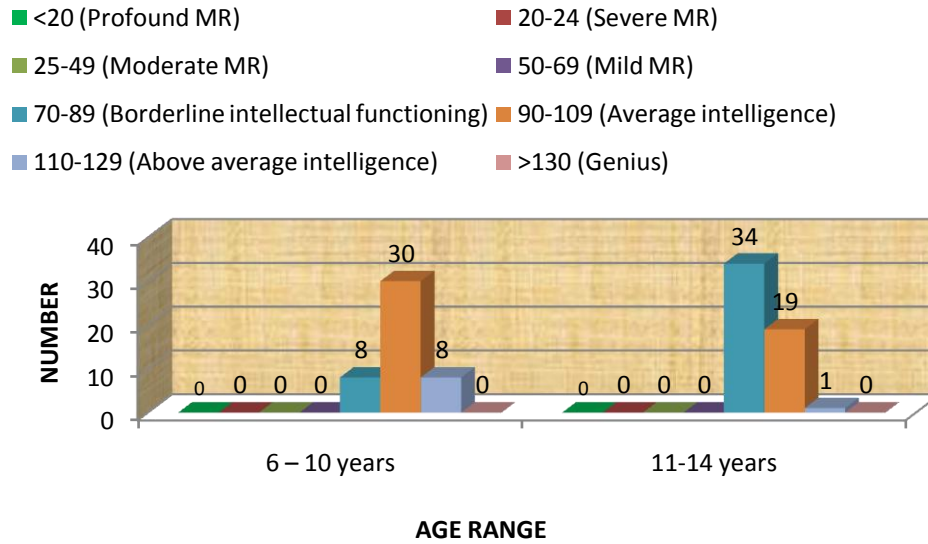 <20 (Profound MR) 20-24 (Severe MR)
25-49 (Moderate MR) 50-69 (Mild MR)
70-89 (Borderline intellectual functioning) 90-109 (Average intelligence)
110-129 (Above average intelligence) >130 (Genius)
40
30
20
10
0
NUMBER
0 0 0 0 8 30 8 0
0 0 0 0 34 19 1 0
6 – 10 years 11-14 years
AGE RANGE